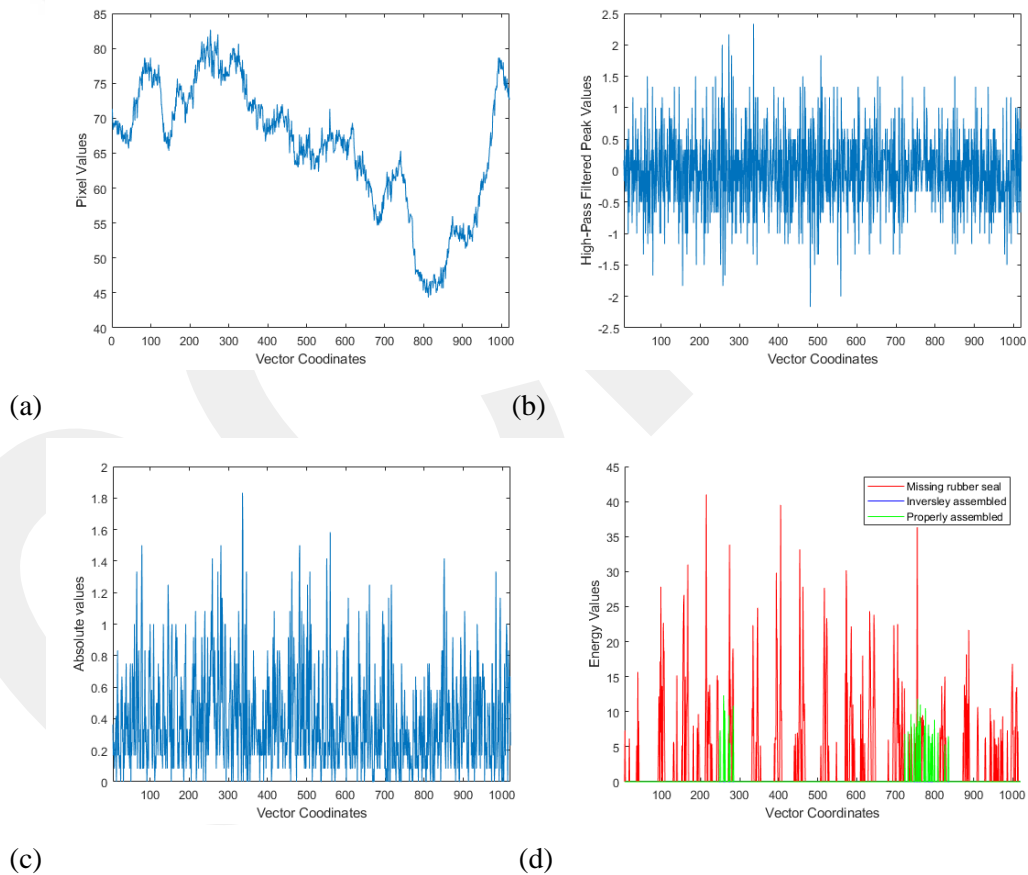 85
80
75
70
65
60
55
50
45
40
Pixel Values
0 100 200 300 400 500 600 700 800 900 1000
Vector Coodinates
(a)
2.5
2
1.5
1
0.5
0
-0.5
-1
-1.5
-2
-2.5
High-Pass Filtered Peak Values
100 200 300 400 500 600 700 800 900 1000
Vector Coodinates
(b)
2
1.8
1.6
1.4
1.2
1
0.8
0.6
0.4
0.2
0
Absolute values
100 200 300 400 500 600 700 800 900 1000
Vector Coodinates
(c)
45
40
35
30
25
20
15
10
5
0
Energy Values
Missing rubber seal
Inversley assembled
Properly assembled
100 200 300 400 500 600 700 800 900 1000
Vector Coordinates
(d)